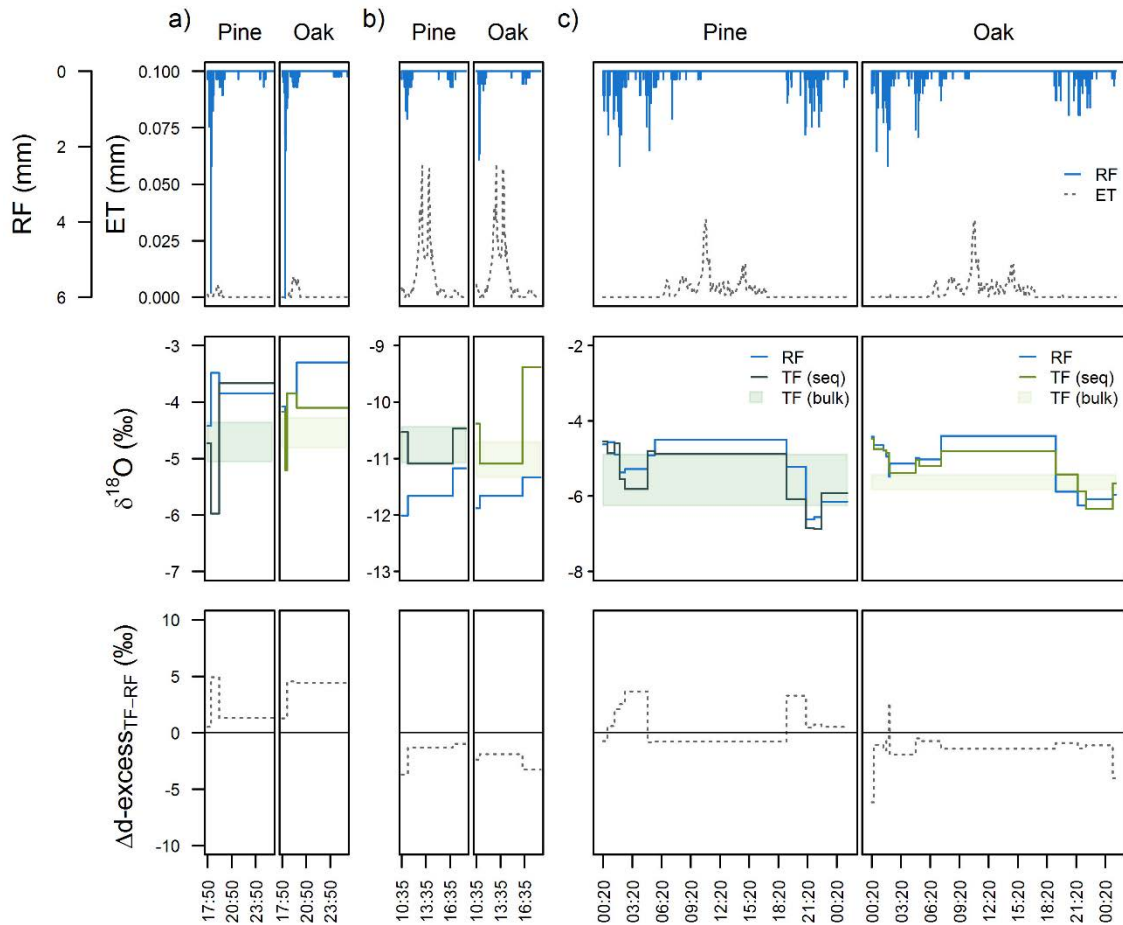 a) b) c)
Pine Oak Pine Oak Pine Oak
RF (mm)
0
2
4
6
ET (mm)
0.100
0.075
0.050
0.025
0.000
RF
ET
δ18O (‰)
-3
-4
-5
-6
-7
-9
-10
-11
-12
-13
-2
-4
-6
-8
RF
TF (seq)
TF (bulk)
RF
TF (seq)
TF (bulk)
Δd-excessTF−RF (‰)
10
5
0
-5
-10
17:50 20:50 23:50
17:50 20:50 23:50
10:35 13:35 16:35
10:35 13:35 16:35
00:20 03:20 06:20 09:20 12:20 15:20 18:20 21:20 00:20
00:20 03:20 06:20 09:20 12:20 15:20 18:20 21:20 00:20